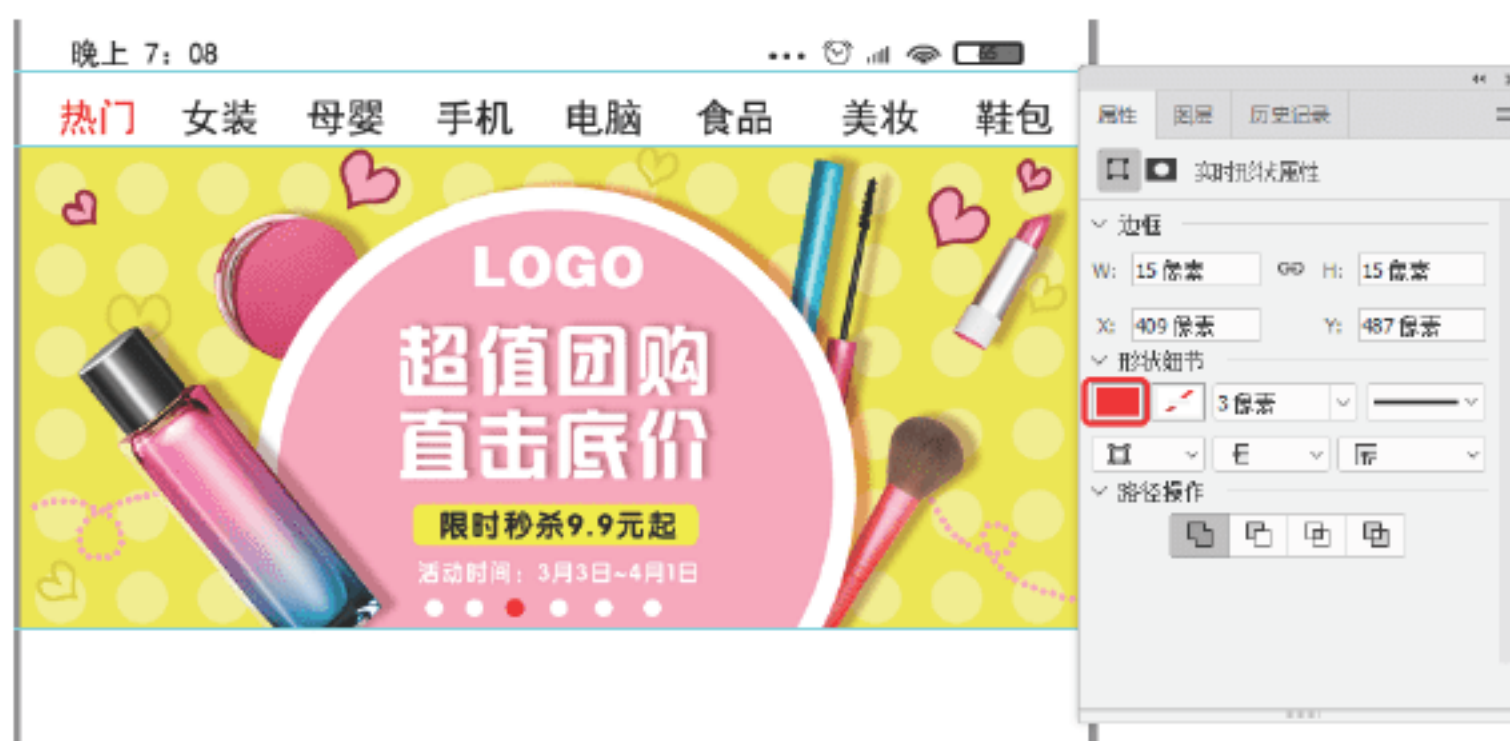 晚上 7：08
65
热门 女装 母婴 手机 电脑 食品 美妆 鞋包
LOGO
超值团购
直击底价
限时秒杀9.9元起
活动时间：3月3日~4月1日
属性 图层 历史记录
实时形状属性
边框
W: 15 像素 H: 15 像素
X: 409 像素 Y: 487 像素
形状细节
3 像素
路径操作